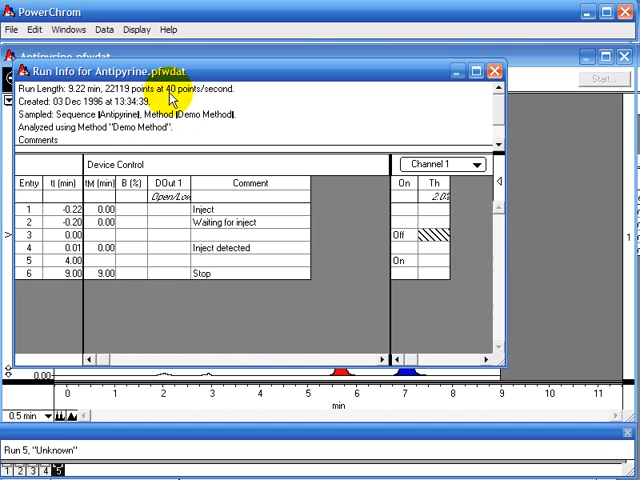 PowerChrom
File Edit Windows Data Display Help
Antipyrine.pfwdat
Start...
Run Info for Antipyrine.pfwdat
Run Length: 9.22 min, 22119 points at 40 points/second.
Created: 03 Dec 1996 at 13:34:39.
Sampled: Sequence |Antipyrine|, Method |Demo Method|.
Analyzed using Method "Demo Method".
Comments
Device Control Channel 1
Entry tI (min) tM (min) B (%) DOut 1 Comment On Th
Open/Low 2.0%
1 -0.22 0.00 Inject
2 -0.20 0.00 Waiting for inject
3 0.00 Off
4 0.01 0.00 Inject detected
5 4.00 On
6 9.00 9.00 Stop
1
0.00
0 1 2 3 4 5 6 7 8 9 10 11
0.5 min min
Run 5, "Unknown"
1 2 3 4 5